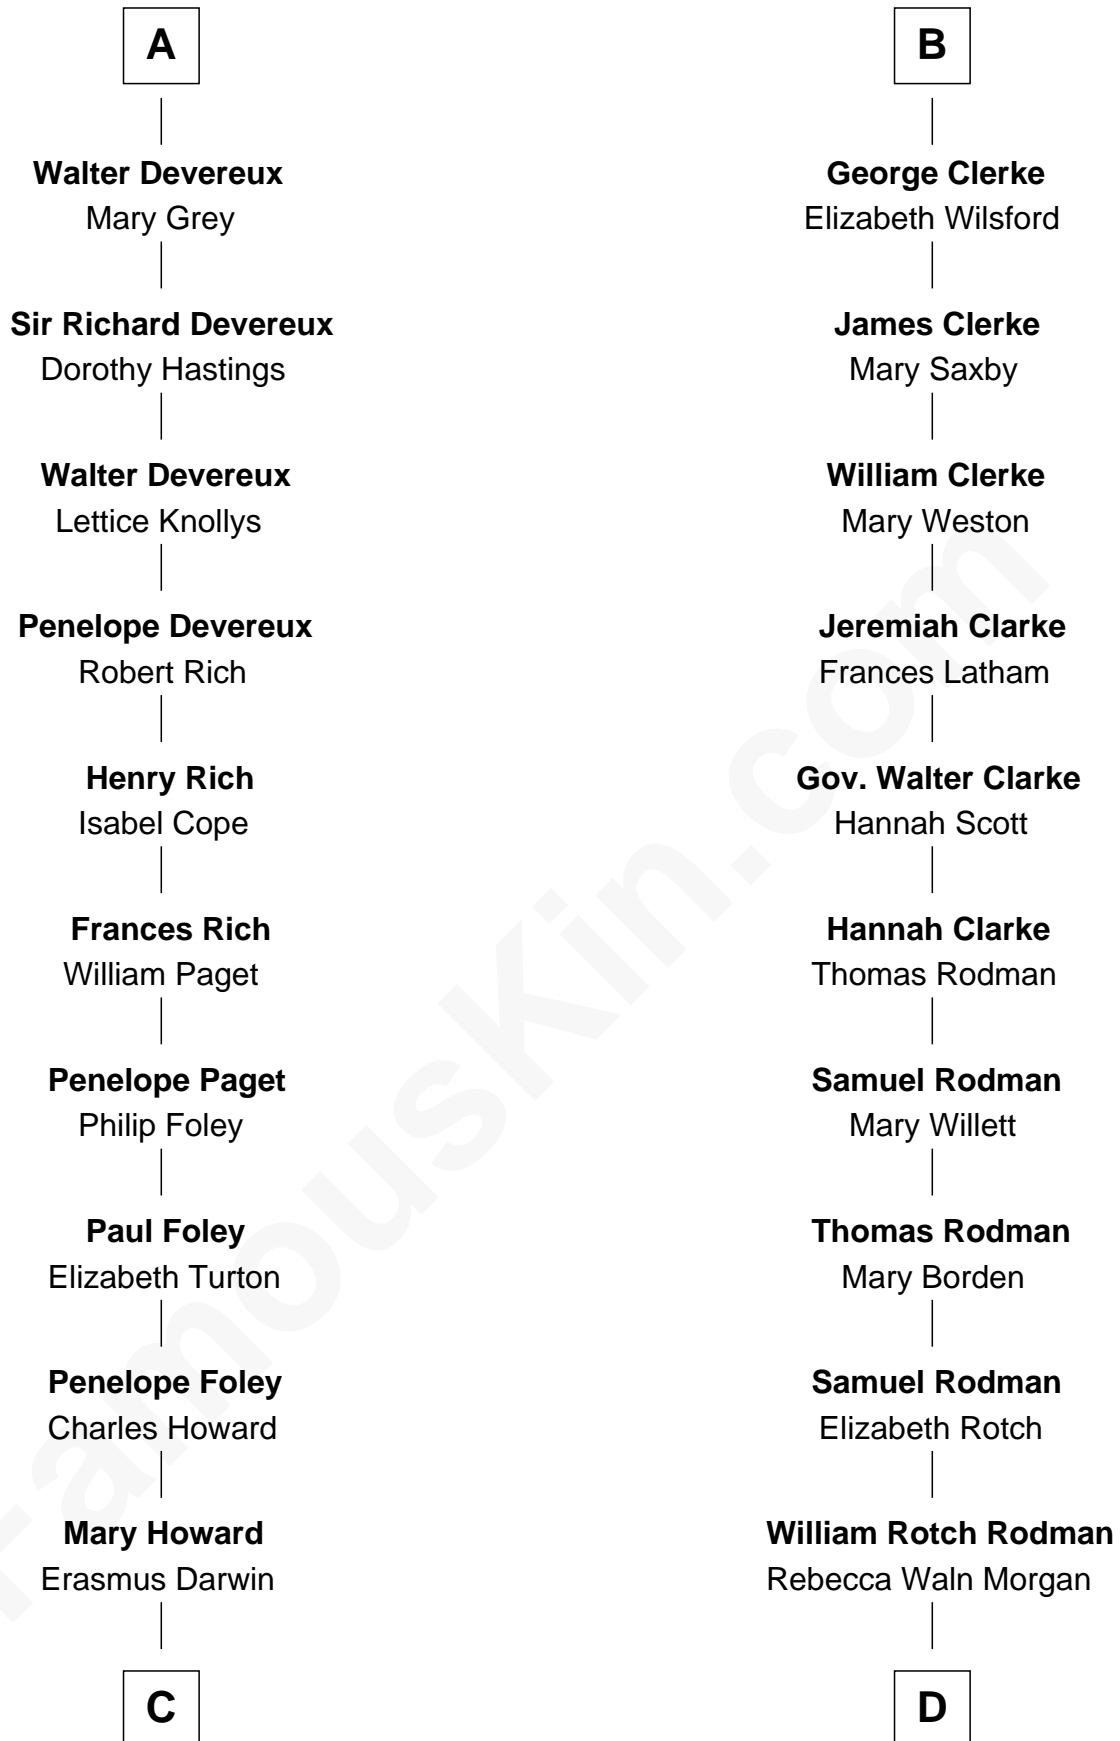 A
Walter Devereux
Mary Grey
Sir Richard Devereux
Dorothy Hastings
Walter Devereux
Lettice Knollys
Penelope Devereux
Robert Rich
Henry Rich
Isabel Cope
Frances Rich
William Paget
Penelope Paget
Philip Foley
Paul Foley
Elizabeth Turton
Penelope Foley
Charles Howard
Mary Howard
Erasmus Darwin
C
B
George Clerke
Elizabeth Wilsford
James Clerke
Mary Saxby
William Clerke
Mary Weston
Jeremiah Clarke
Frances Latham
Gov. Walter Clarke
Hannah Scott
Hannah Clarke
Thomas Rodman
Samuel Rodman
Mary Willett
Thomas Rodman
Mary Borden
Samuel Rodman
Elizabeth Rotch
William Rotch Rodman
Rebecca Waln Morgan
D
FamousKin.com